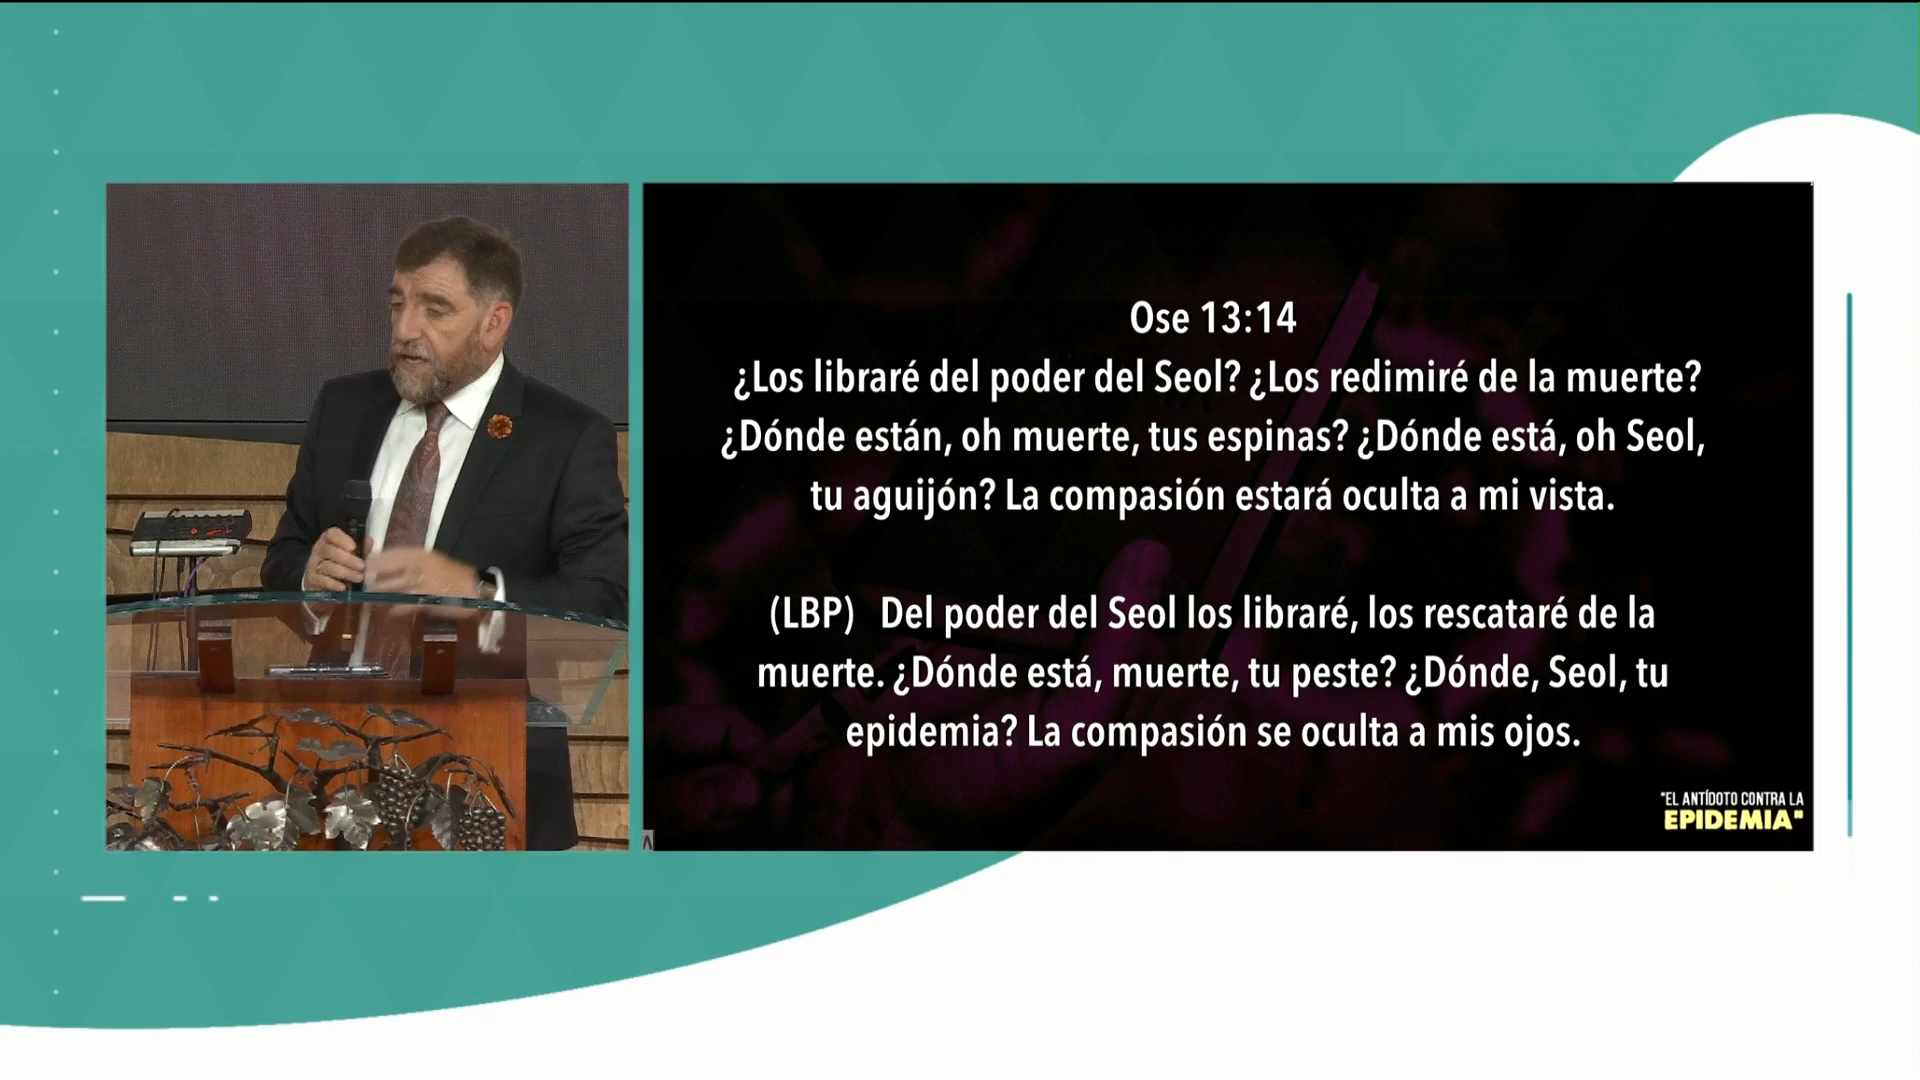 Ose 13:14
¿Los libraré del poder del Seol? ¿Los redimiré de la muerte?
¿Dónde están, oh muerte, tus espinas? ¿Dónde está, oh Seol,
tu aguijón? La compasión estará oculta a mi vista.
(LBP) Del poder del Seol los libraré, los rescataré de la
muerte. ¿Dónde está, muerte, tu peste? ¿Dónde, Seol, tu
epidemia? La compasión se oculta a mis ojos.
"EL ANTÍDOTO CONTRA LA
EPIDEMIA"